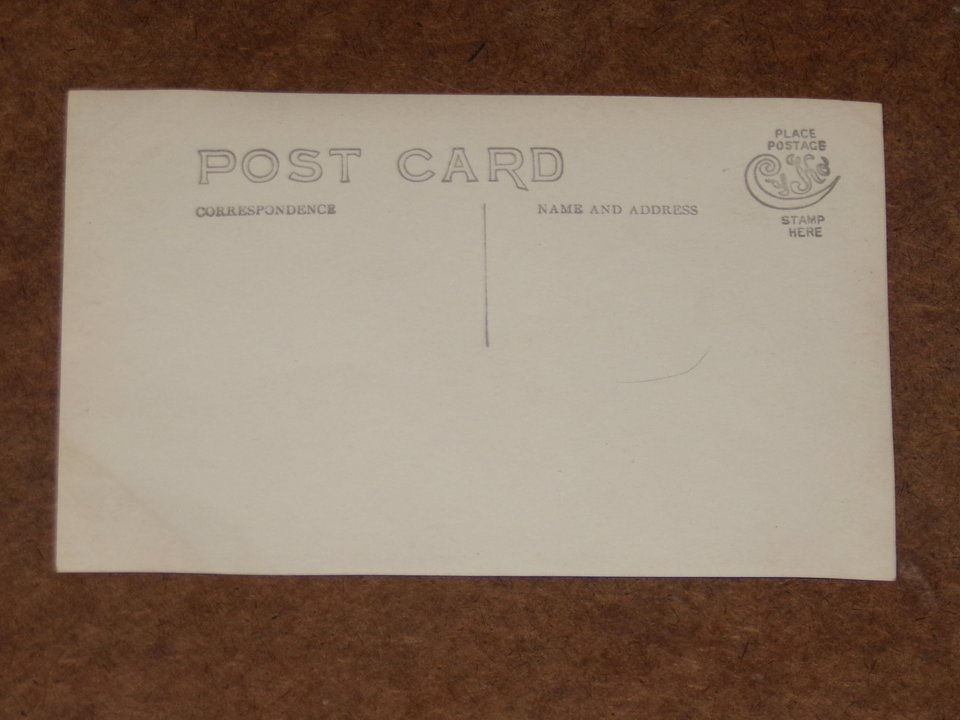 POST CARD
CORRESPONDENCE
NAME AND ADDRESS
PLACE
POSTAGE
STAMP
HERE